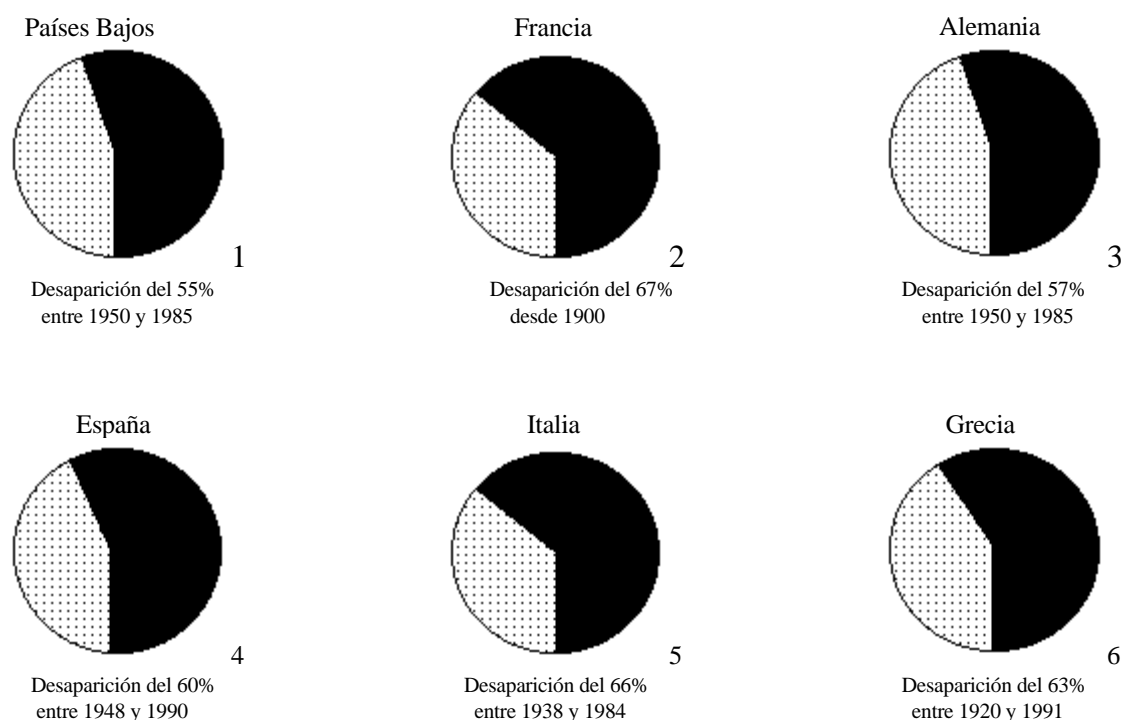 Países Bajos
Francia
Alemania
1
2
3
Desaparición del 55%
entre 1950 y 1985
Desaparición del 67%
desde 1900
Desaparición del 57%
entre 1950 y 1985
España
Italia
Grecia
4
5
6
Desaparición del 60%
entre 1948 y 1990
Desaparición del 66%
entre 1938 y 1984
Desaparición del 63%
entre 1920 y 1991